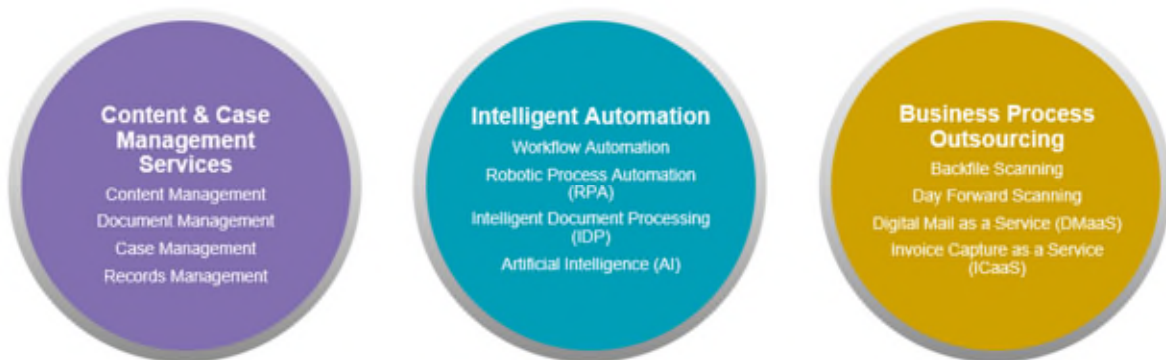 Content & Case
Management
Services
Content Management
Document Management
Case Management
Records Management
Intelligent Automation
Workflow Automation
Robotic Process Automation
(RPA)
Intelligent Document Processing
(IDP)
Artificial Intelligence (AI)
Business Process
Outsourcing
Backfile Scanning
Day Forward Scanning
Digital Mail as a Service (DMaaS)
Invoice Capture as a Service
(ICaaS)